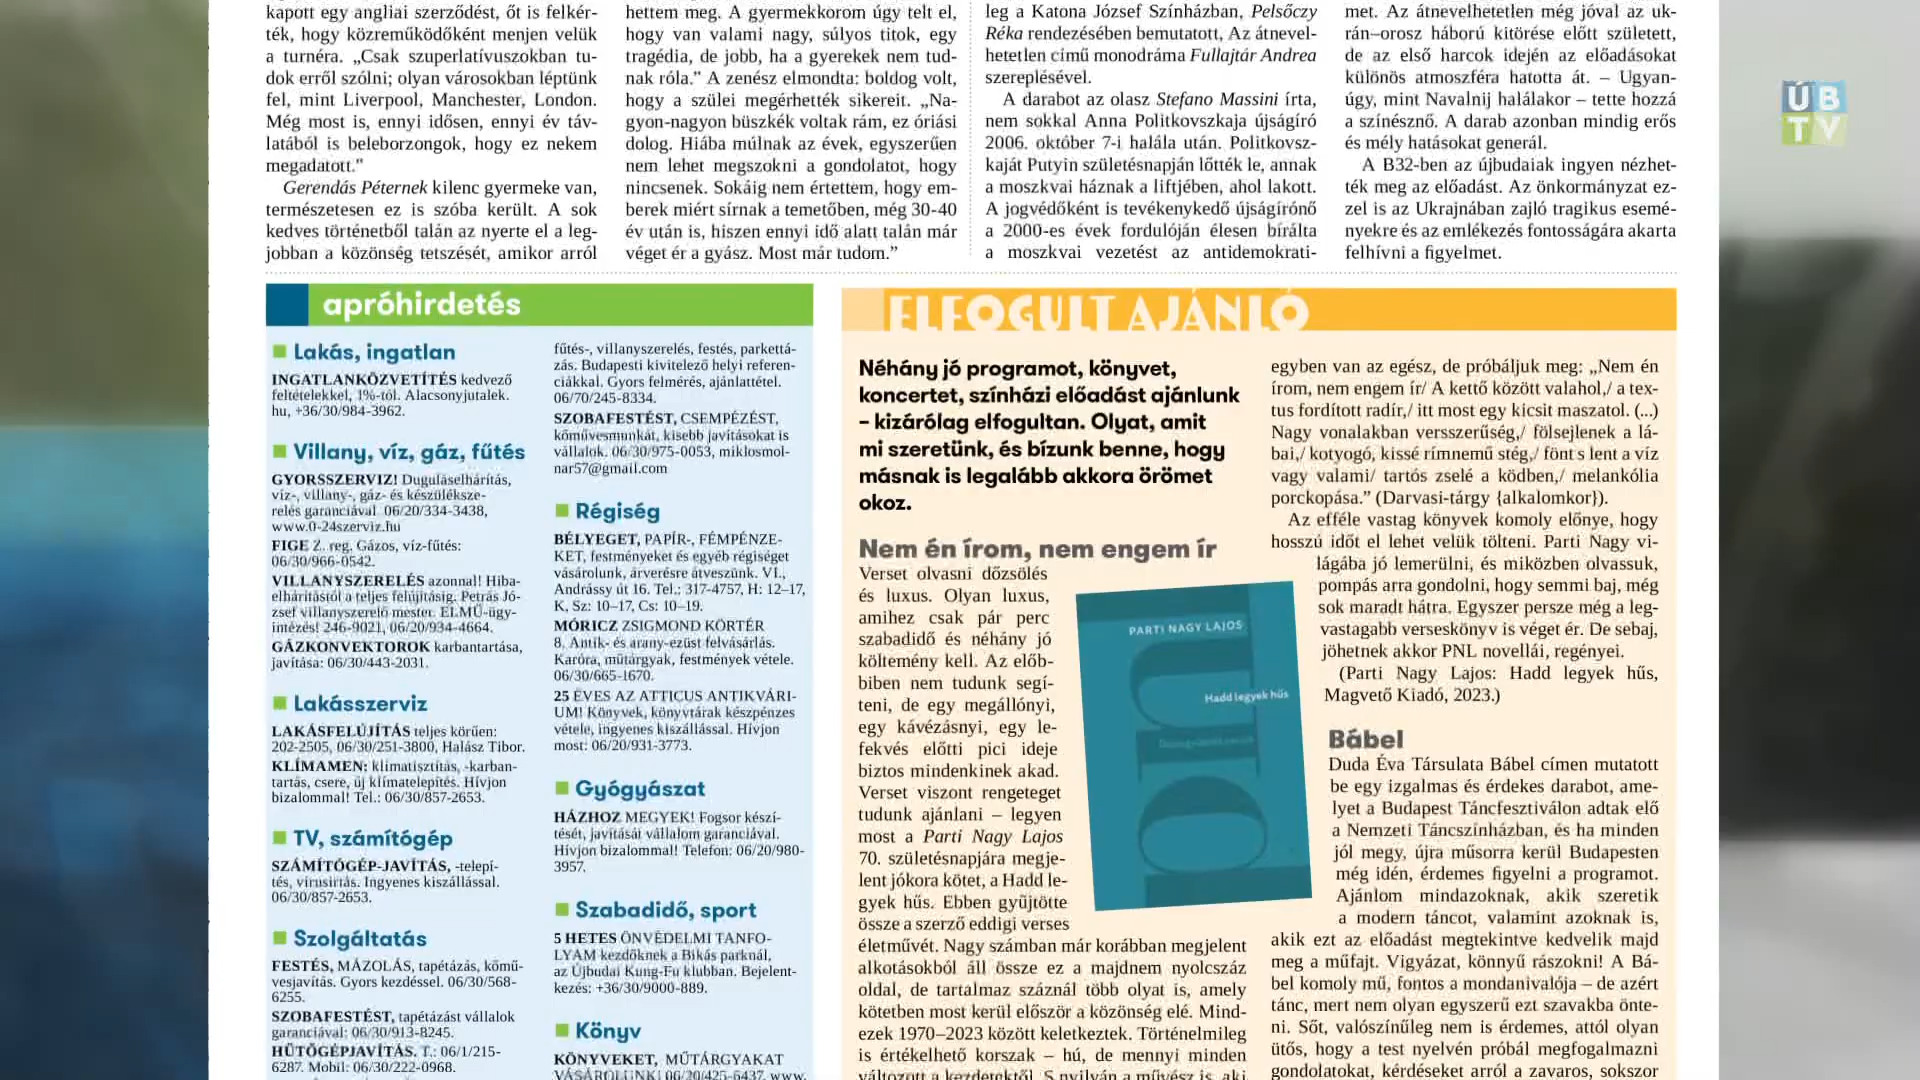 kapott egy angliai szerződést, őt is felkér-
ték, hogy közreműködőként menjen velük
a turnéra. „Csak szuperlatívuszokban tu-
dok erről szólni; olyan városokban léptünk
fel, mint Liverpool, Manchester, London.
Még most is, ennyi idősen, ennyi év táv-
latából is beleborzongok, hogy ez nekem
megadatott."
Gerendás Péternek kilenc gyermeke van,
természetesen ez is szóba került. A sok
kedves történetből talán az nyerte el a leg-
jobban a közönség tetszését, amikor arról
hettem meg. A gyermekkorom úgy telt el,
hogy van valami nagy, súlyos titok, egy
tragédia, de jobb, ha a gyerekek nem tud-
nak róla.” A zenész elmondta: boldog volt,
hogy a szülei megérhették sikereit. „Na-
gyon-nagyon büszkék voltak rám, ez óriási
dolog. Hiába múlnak az évek, egyszerűen
nem lehet megszokni a gondolatot, hogy
nincsenek. Sokáig nem értettem, hogy em-
berek miért sírnak a temetőben, még 30-40
év után is, hiszen ennyi idő alatt talán már
véget ér a gyász. Most már tudom.”
leg a Katona József Színházban, Pelsőczy
Réka rendezésében bemutatott, Az átnevel-
hetetlen című monodráma Fullajtár Andrea
szereplésével.
A darabot az olasz Stefano Massini írta,
nem sokkal Anna Politkovszkaja újságíró
2006. október 7-i halála után. Politkovsz-
kaját Putyin születésnapján lőtték le, annak
a moszkvai háznak a liftjében, ahol lakott.
A jogvédőként is tevékenykedő újságírónő
a 2000-es évek fordulóján élesen bírálta
a moszkvai vezetést az antidemokrati-
met. Az átnevelhetetlen még jóval az uk-
rán–orosz háború kitörése előtt született,
de az első harcok idején az előadásokat
különös atmoszféra hatotta át. – Ugyan-
úgy, mint Navalnij halálakor – tette hozzá
a színésznő. A darab azonban mindig erős
és mély hatásokat generál.
A B32-ben az újbudaiak ingyen nézhet-
ték meg az előadást. Az önkormányzat ez-
zel is az Ukrajnában zajló tragikus esemé-
nyekre és az emlékezés fontosságára akarta
felhívni a figyelmet.
ÚB
TV
apróhirdetés
Lakás, ingatlan
INGATLANKÖZVETÍTÉS kedvező
feltételekkel, 1%-tól. Alacsonyjutalek.
hu, +36/30/984-3962.
Villany, víz, gáz, fűtés
GYORSSZERVIZ! Duguláselhárítás,
víz-, villany-, gáz- és készüléksze-
relés garanciával 06/20/334-3438,
www.0-24szerviz.hu
FIGE Z. reg. Gázos, víz-fűtés:
06/30/966-0542.
VILLANYSZERELÉS azonnal! Hiba-
elhárítástól a teljes felújításig. Petrás Jó-
zsef villanyszerelő mester. ELMŰ-ügy-
intézés! 246-9021, 06/20/934-4664.
GÁZKONVEKTOROK karbantartása,
javítása: 06/30/443-2031.
Lakásszerviz
LAKÁSFELÚJÍTÁS teljes körűen:
202-2505, 06/30/251-3800, Halász Tibor.
KLÍMAMEN: klímatisztítás, -karban-
tartás, csere, új klímatelepítés. Hívjon
bizalommal! Tel.: 06/30/857-2653.
TV, számítógép
SZÁMÍTÓGÉP-JAVÍTÁS, -telepí-
tés, vírusirtás. Ingyenes kiszállással.
06/30/857-2653.
Szolgáltatás
FESTÉS, MÁZOLÁS, tapétázás, kőmű-
vesjavítás. Gyors kezdéssel. 06/30/568-
6255.
SZOBAFESTÉST, tapétázást vállalok
garanciával: 06/30/913-8245.
HŰTŐGÉPJAVÍTÁS. T.: 06/1/215-
6287. Mobil: 06/30/222-0968.
fűtés-, villanyszerelés, festés, parkettá-
zás. Budapesti kivitelező helyi referen-
ciákkal. Gyors felmérés, ajánlattétel.
06/70/245-8334.
SZOBAFESTÉST, CSEMPÉZÉST,
kőművesmunkát, kisebb javításokat is
vállalok. 06/30/975-0053, miklosmol-
nar57@gmail.com
Régiség
BÉLYEGET, PAPÍR-, FÉMPÉNZE-
KET, festményeket és egyéb régiséget
vásárolunk, árverésre átveszünk. VI.,
Andrássy út 16. Tel.: 317-4757, H: 12–17,
K, Sz: 10–17, Cs: 10–19.
MÓRICZ ZSIGMOND KÖRTÉR
8. Antik- és arany-ezüst felvásárlás.
Karóra, műtárgyak, festmények vétele.
06/30/665-1670.
25 ÉVES AZ ATTICUS ANTIKVÁRI-
UM! Könyvek, könyvtárak készpénzes
vétele, ingyenes kiszállással. Hívjon
most: 06/20/931-3773.
Gyógyászat
HÁZHOZ MEGYEK! Fogsor készí-
tését, javítását vállalom garanciával.
Hívjon bizalommal! Telefon: 06/20/980-
3957.
Szabadidő, sport
5 HETES ÖNVÉDELMI TANFO-
LYAM kezdőknek a Bikás parknál,
az Újbudai Kung-Fu klubban. Bejelent-
kezés: +36/30/9000-889.
Könyv
KÖNYVEKET, MŰTÁRGYAKAT
VÁSÁROLUNK! 06/20/425-6437, www.
ELFOGULT AJÁNLÓ
Néhány jó programot, könyvet,
koncertet, színházi előadást ajánlunk
– kizárólag elfogultan. Olyat, amit
mi szeretünk, és bízunk benne, hogy
másnak is legalább akkora örömet
okoz.
Nem én írom, nem engem ír
Verset olvasni dőzsölés
és luxus. Olyan luxus,
amihez csak pár perc
szabadidő és néhány jó
költemény kell. Az előb-
biben nem tudunk segí-
teni, de egy megállónyi,
egy kávézásnyi, egy le-
fekvés előtti pici ideje
biztos mindenkinek akad.
Verset viszont rengeteget
tudunk ajánlani – legyen
most a Parti Nagy Lajos
70. születésnapjára megje-
lent jókora kötet, a Hadd le-
gyek hűs. Ebben gyűjtötte
össze a szerző eddigi verses
életművét. Nagy számban már korábban megjelent
alkotásokból áll össze ez a majdnem nyolcszáz
oldal, de tartalmaz száznál több olyat is, amely
kötetben most kerül először a közönség elé. Mind-
ezek 1970–2023 között keletkeztek. Történelmileg
is értékelhető korszak – hú, de mennyi minden
változott a kezdetektől. S nyilván a művész is, aki
PARTI NAGY LAJOS
Hadd legyek hűs
egyben van az egész, de próbáljuk meg: „Nem én
írom, nem engem ír/ A kettő között valahol,/ a tex-
tus fordított radír,/ itt most egy kicsit maszatol. (...)
Nagy vonalakban versszerűség,/ fölsejlenek a lá-
bai,/ kotyogó, kissé rímnemű stég,/ fönt s lent a víz
vagy valami/ tartós zselé a ködben,/ melankólia
porckopása.” (Darvasi-tárgy {alkalomkor}).
Az efféle vastag könyvek komoly előnye, hogy
hosszú időt el lehet velük tölteni. Parti Nagy vi-
lágába jó lemerülni, és miközben olvassuk,
pompás arra gondolni, hogy semmi baj, még
sok maradt hátra. Egyszer persze még a leg-
vastagabb verseskönyv is véget ér. De sebaj,
jöhetnek akkor PNL novellái, regényei.
(Parti Nagy Lajos: Hadd legyek hűs,
Magvető Kiadó, 2023.)
Bábel
Duda Éva Társulata Bábel címen mutatott
be egy izgalmas és érdekes darabot, ame-
lyet a Budapest Táncfesztiválon adtak elő
a Nemzeti Táncszínházban, és ha minden
jól megy, újra műsorra kerül Budapesten
még idén, érdemes figyelni a programot.
Ajánlom mindazoknak, akik szeretik
a modern táncot, valamint azoknak is,
akik ezt az előadást megtekintve kedvelik majd
meg a műfajt. Vigyázat, könnyű rászokni! A Bá-
bel komoly mű, fontos a mondanivalója – de azért
tánc, mert nem olyan egyszerű ezt szavakba önte-
ni. Sőt, valószínűleg nem is érdemes, attól olyan
ütős, hogy a test nyelvén próbál megfogalmazni
gondolatokat, kérdéseket arról a zavaros, sokszor